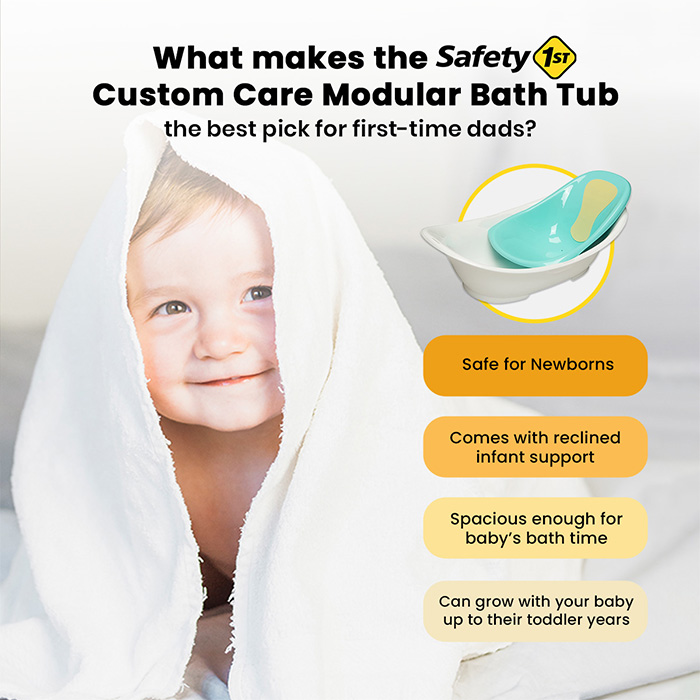 What makes the Safety 1ST
Custom Care Modular Bath Tub
the best pick for first-time dads?
Safe for Newborns
Comes with reclined
infant support
Spacious enough for
baby's bath time
Can grow with your baby
up to their toddler years